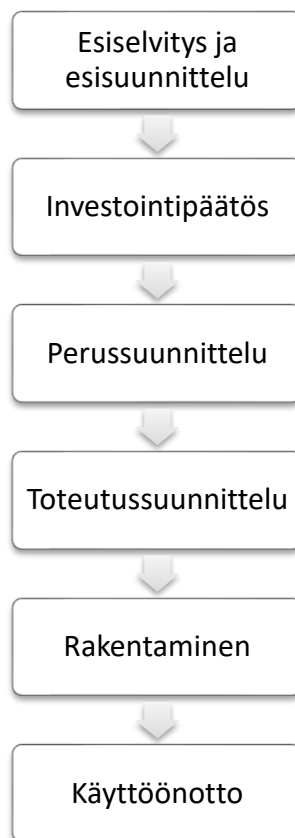 Esiselvitys ja
esisuunnittelu
Investointipäätös
Perussuunnittelu
Toteutussuunnittelu
Rakentaminen
Käyttöönotto